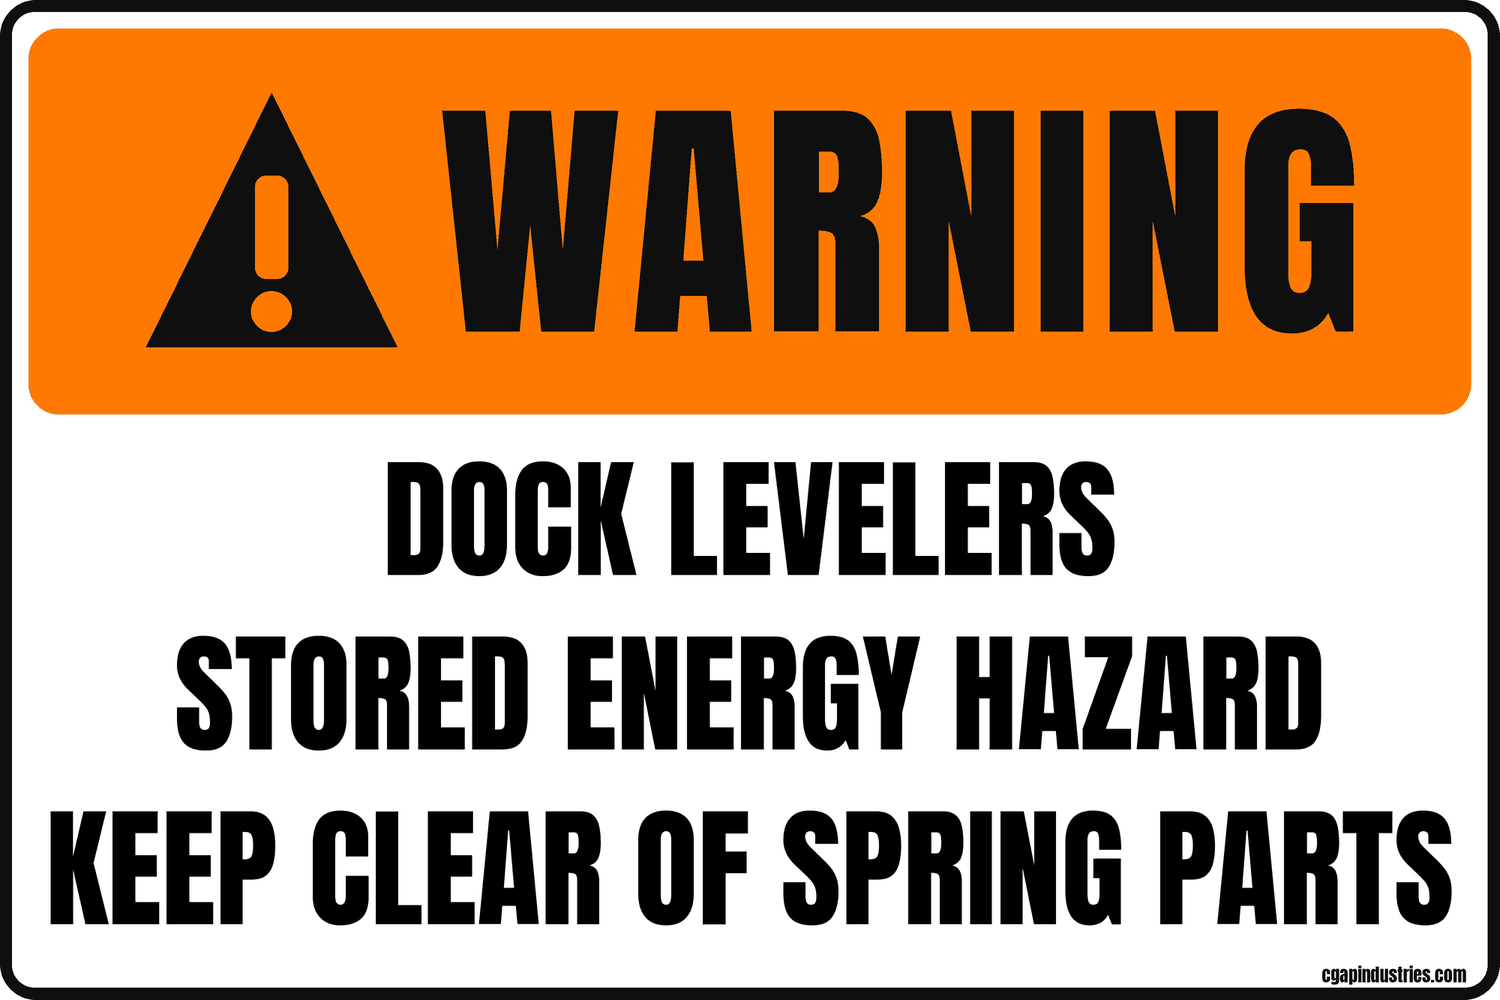 WARNING
DOCK LEVELERS
STORED ENERGY HAZARD
KEEP CLEAR OF SPRING PARTS
cgapindustries.com